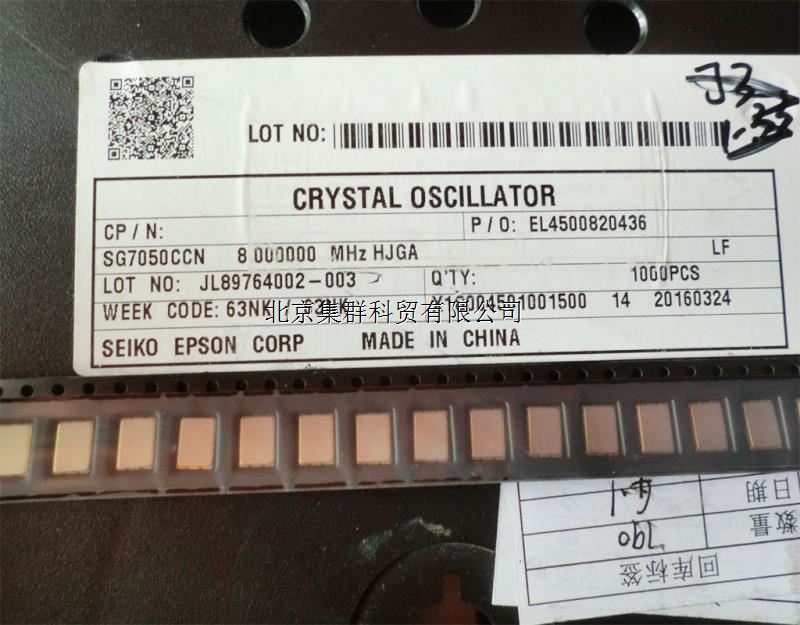 LOT NO:
CRYSTAL OSCILLATOR
CP / N:
P / O: EL4500820436
SG7050CCN 8 000000 MHz HJGA LF
LOT NO: JL89764002-003 Q'TY: 1000PCS
WEEK CODE: 63NK 14 20160324
北京集群科贸有限公司
SEIKO EPSON CORP MADE IN CHINA
日期
数量
790
回库标签